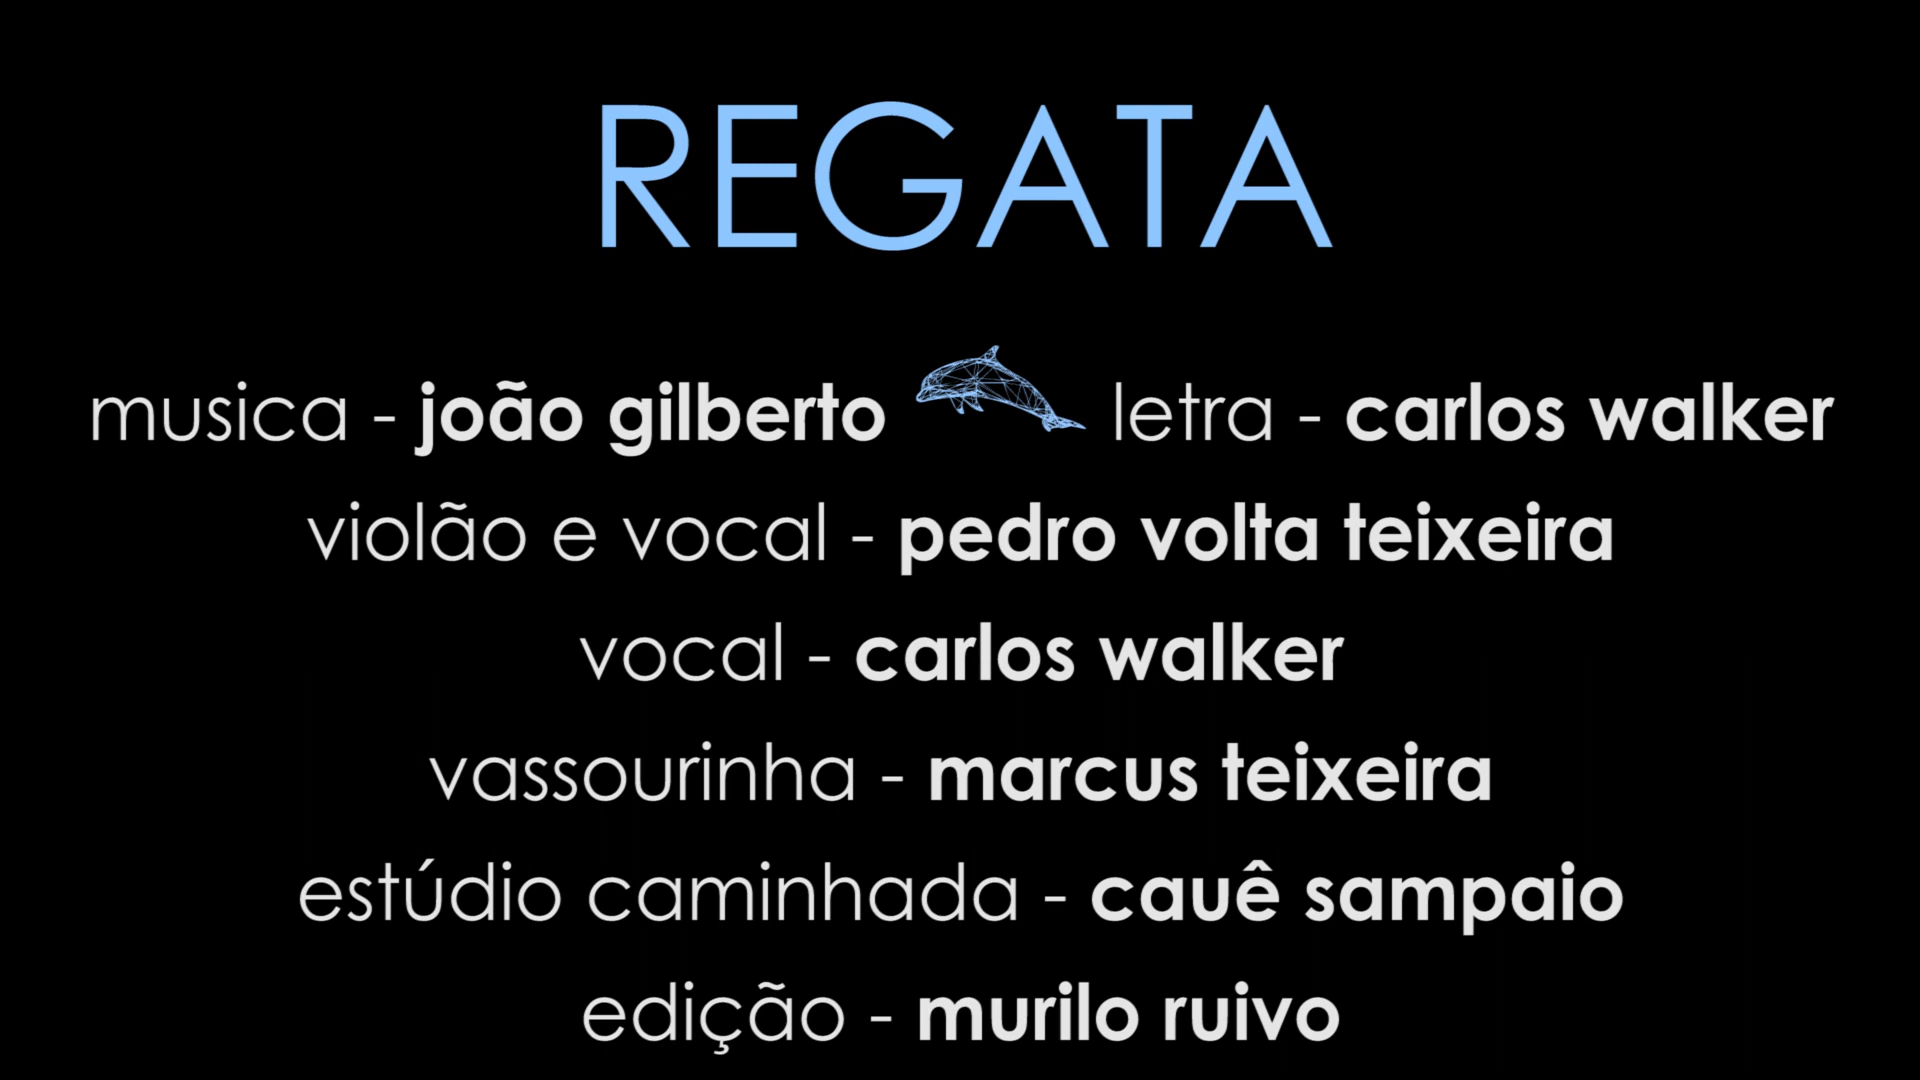 REGATA
musica - joão gilberto letra - carlos walker
violão e vocal - pedro volta teixeira
vocal - carlos walker
vassourinha - marcus teixeira
estúdio caminhada - cauê sampaio
edição - murilo ruivo